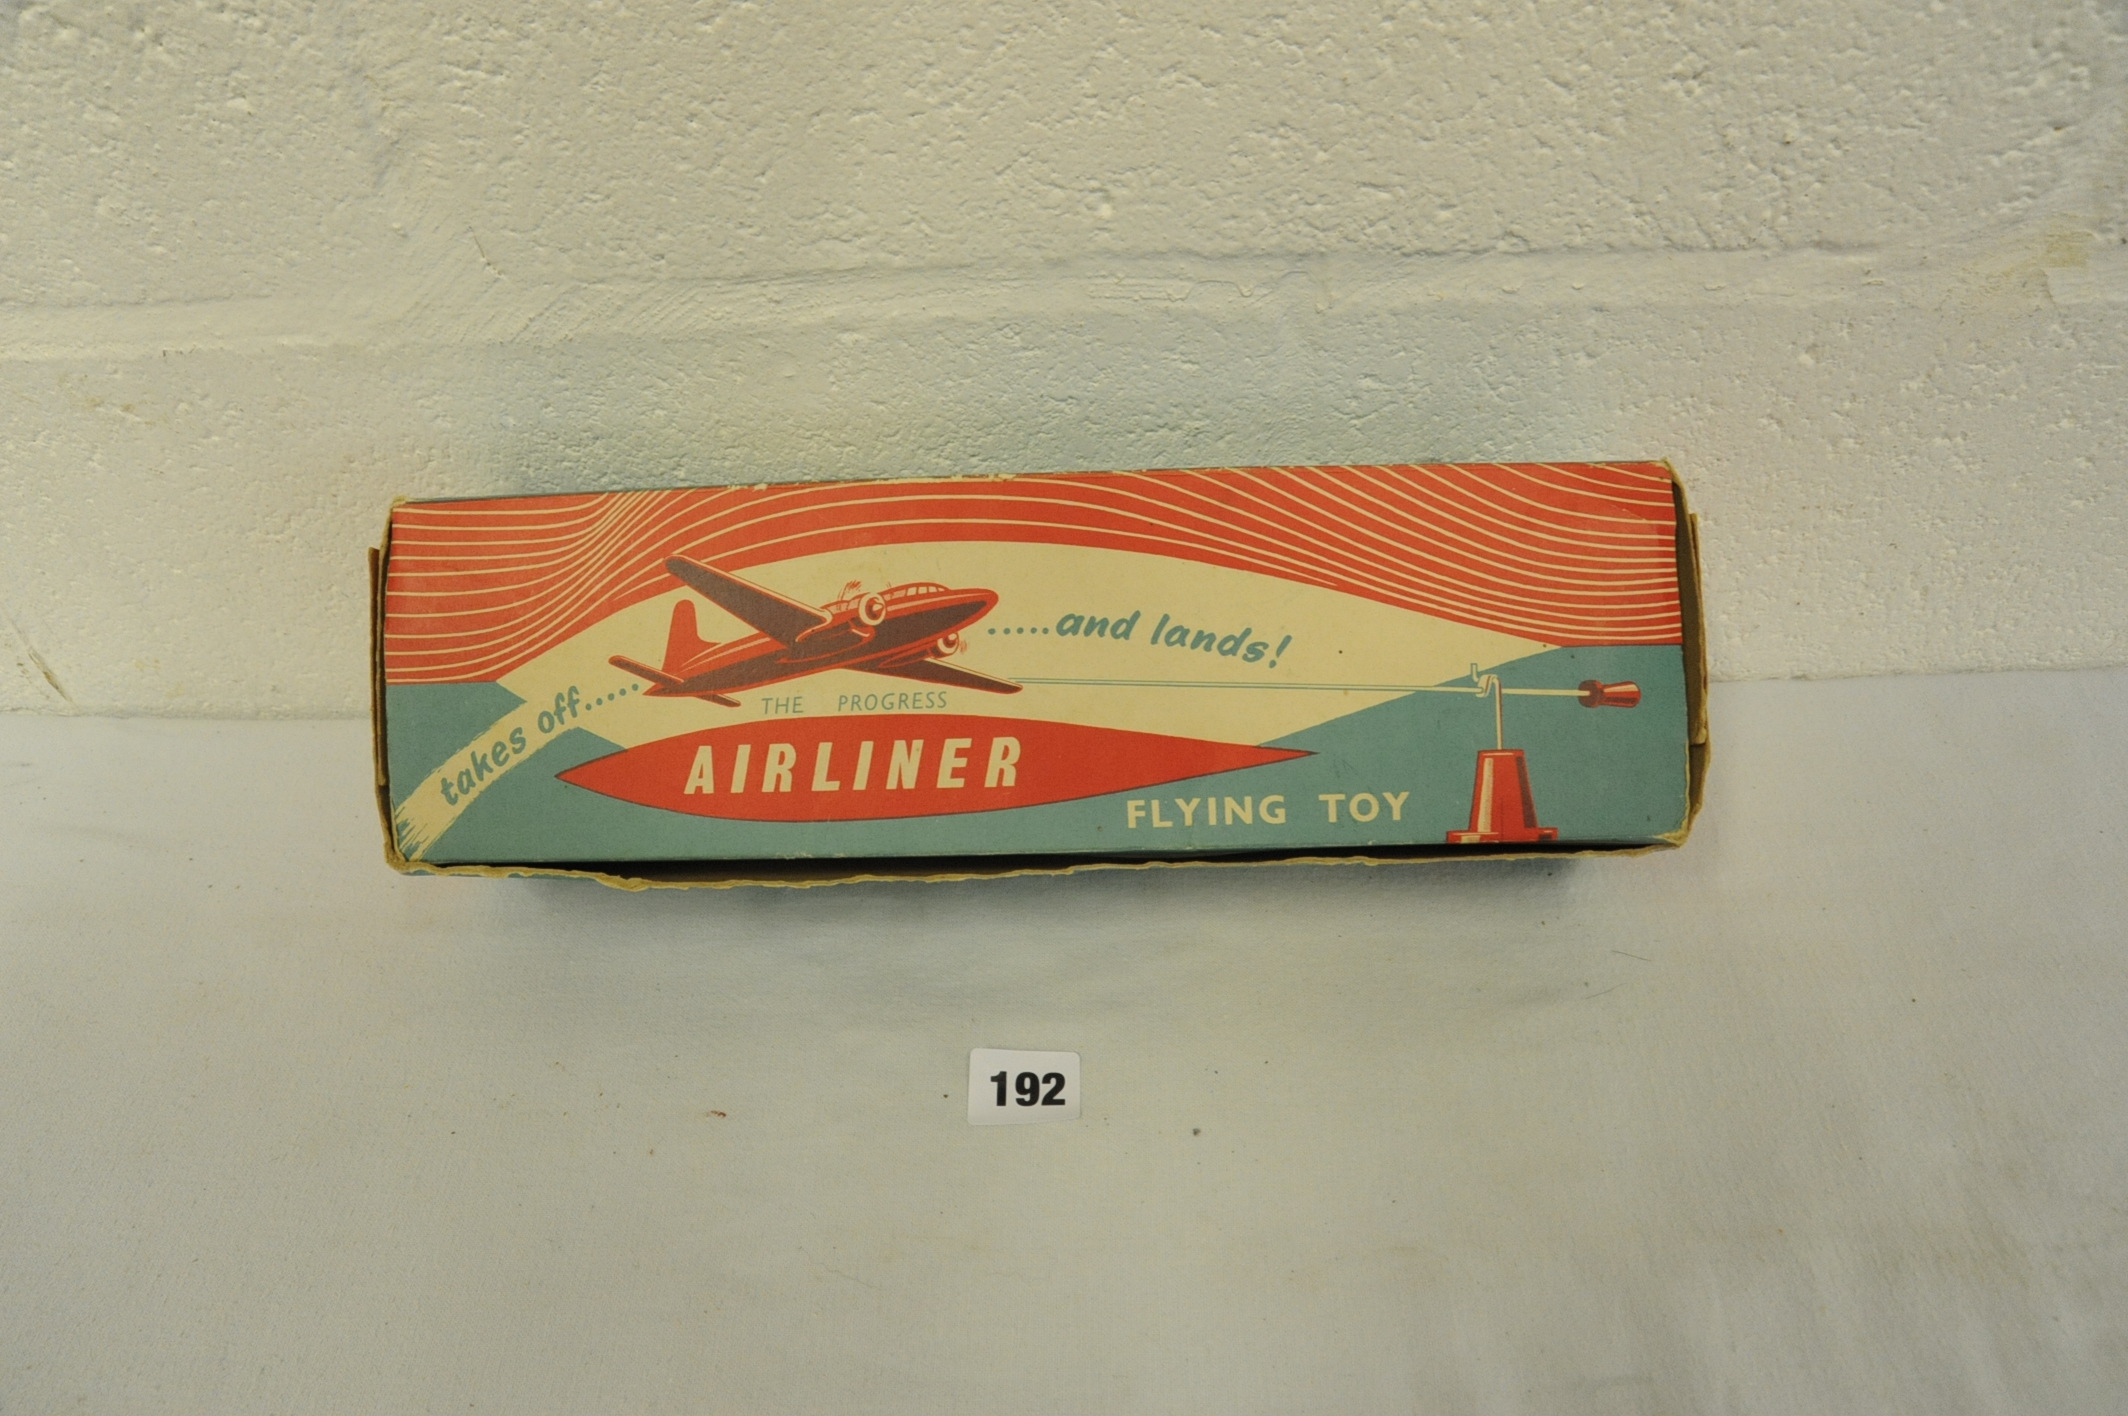 takes off.....
.....and lands!
THE PROGRESS
AIRLINER
FLYING TOY
192